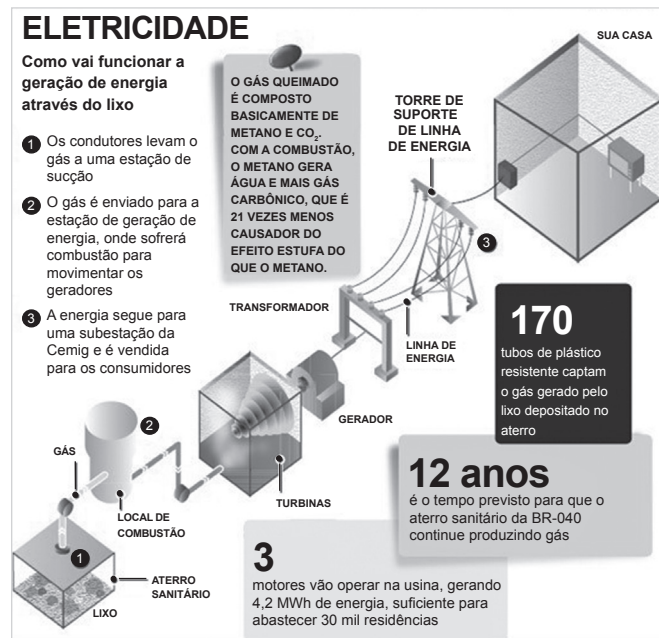 ELETRICIDADE
Como vai funcionar a
geração de energia
através do lixo
1 Os condutores levam o
gás a uma estação de
sucção
2 O gás é enviado para a
estação de geração de
energia, onde sofrerá
combustão para
movimentar os
geradores
3 A energia segue para
uma subestação da
Cemig e é vendida
para os consumidores
O GÁS QUEIMADO
É COMPOSTO
BASICAMENTE DE
METANO E CO₂.
COM A COMBUSTÃO,
O METANO GERA
ÁGUA E MAIS GÁS
CARBÔNICO, QUE É
21 VEZES MENOS
CAUSADOR DO
EFEITO ESTUFA DO
QUE O METANO.
SUA CASA
TORRE DE
SUPORTE
DE LINHA
DE ENERGIA
3
TRANSFORMADOR
LINHA DE
ENERGIA
GERADOR
TURBINAS
2
GÁS
LOCAL DE
COMBUSTÃO
1
ATERRO
SANITÁRIO
LIXO
170
tubos de plástico
resistente captam
o gás gerado pelo
lixo depositado no
aterro
12 anos
é o tempo previsto para que o
aterro sanitário da BR-040
continue produzindo gás
3
motores vão operar na usina, gerando
4,2 MWh de energia, suficiente para
abastecer 30 mil residências